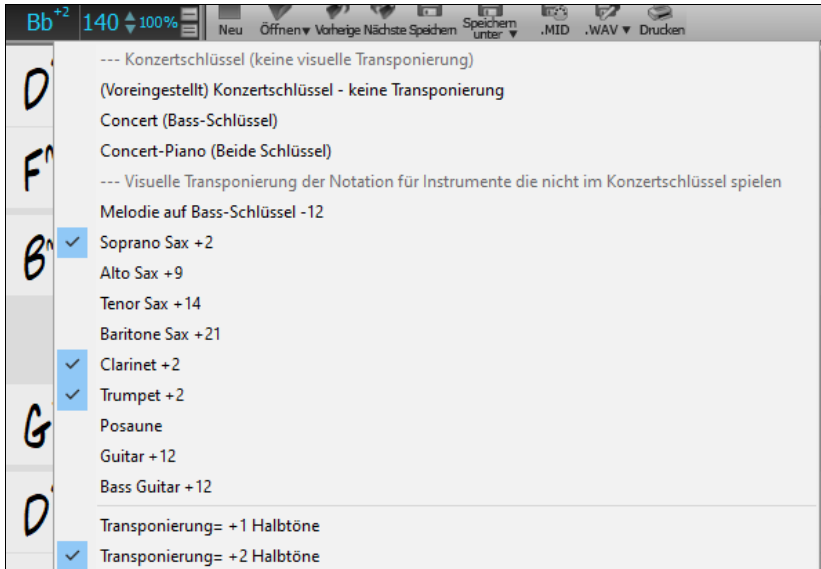 Bb+2 140 100% Neu Öffnen▼ Vorherige Nächste Speichern Speichern unter ▼ .MID .WAV ▼ Drucken
--- Konzertschlüssel (keine visuelle Transponierung)
D
(Voreingestellt) Konzertschlüssel - keine Transponierung
Concert (Bass-Schlüssel)
F
Concert-Piano (Beide Schlüssel)
--- Visuelle Transponierung der Notation für Instrumente die nicht im Konzertschlüssel spielen
Melodie auf Bass-Schlüssel -12
B
Soprano Sax +2
Alto Sax +9
Tenor Sax +14
Baritone Sax +21
Clarinet +2
Trumpet +2
G
Posaune
Guitar +12
Bass Guitar +12
D
Transponierung= +1 Halbtöne
Transponierung= +2 Halbtöne